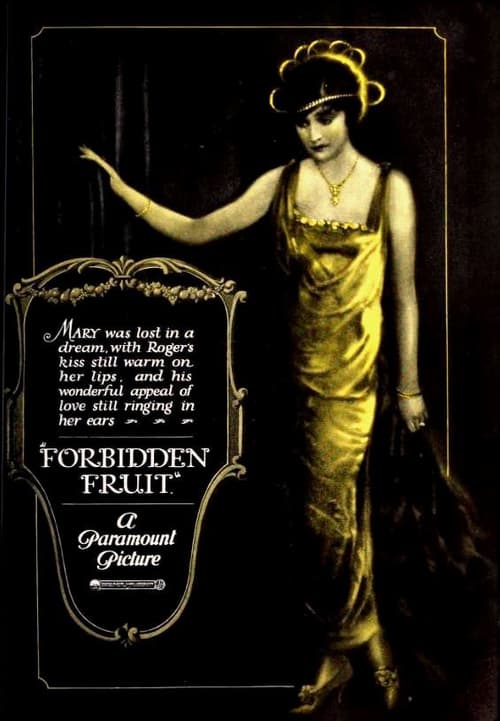 MARY was lost in a
dream, with Roger's
kiss still warm on
her lips, and his
wonderful appeal of
love still ringing in
her ears
"FORBIDDEN
FRUIT."
A
Paramount
Picture